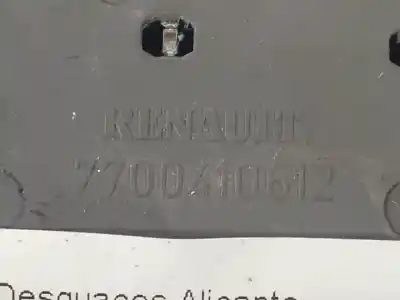 RENAULT
7700410612
Desguaces Alicante